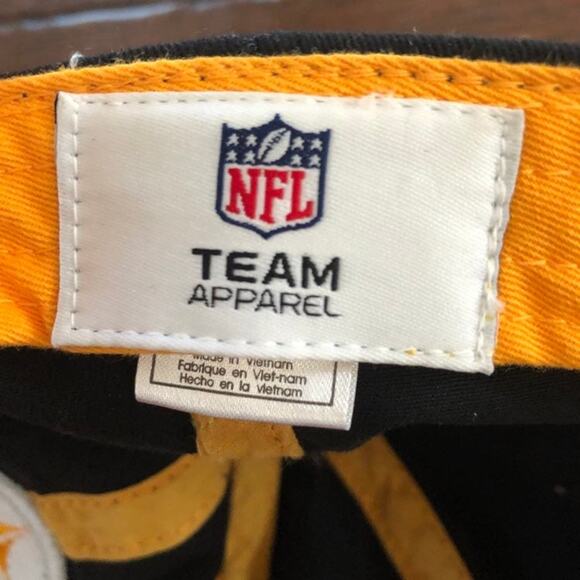 NFL
TEAM
APPAREL
Made in Vietnam
Fabriqué en Viet-nam
Hecho en la vietnam